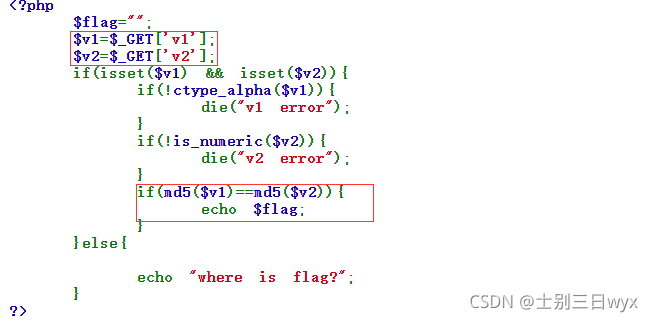 <?php
$flag="";
$v1=$_GET['v1'];
$v2=$_GET['v2'];
if(isset($v1) && isset($v2)){
if(!ctype_alpha($v1)){
die("v1 error");
}
if(!is_numeric($v2)){
die("v2 error");
}
if(md5($v1)==md5($v2)){
echo $flag;
}
}else{
echo "where is flag?";
}
?>
CSDN @士别三日wyx